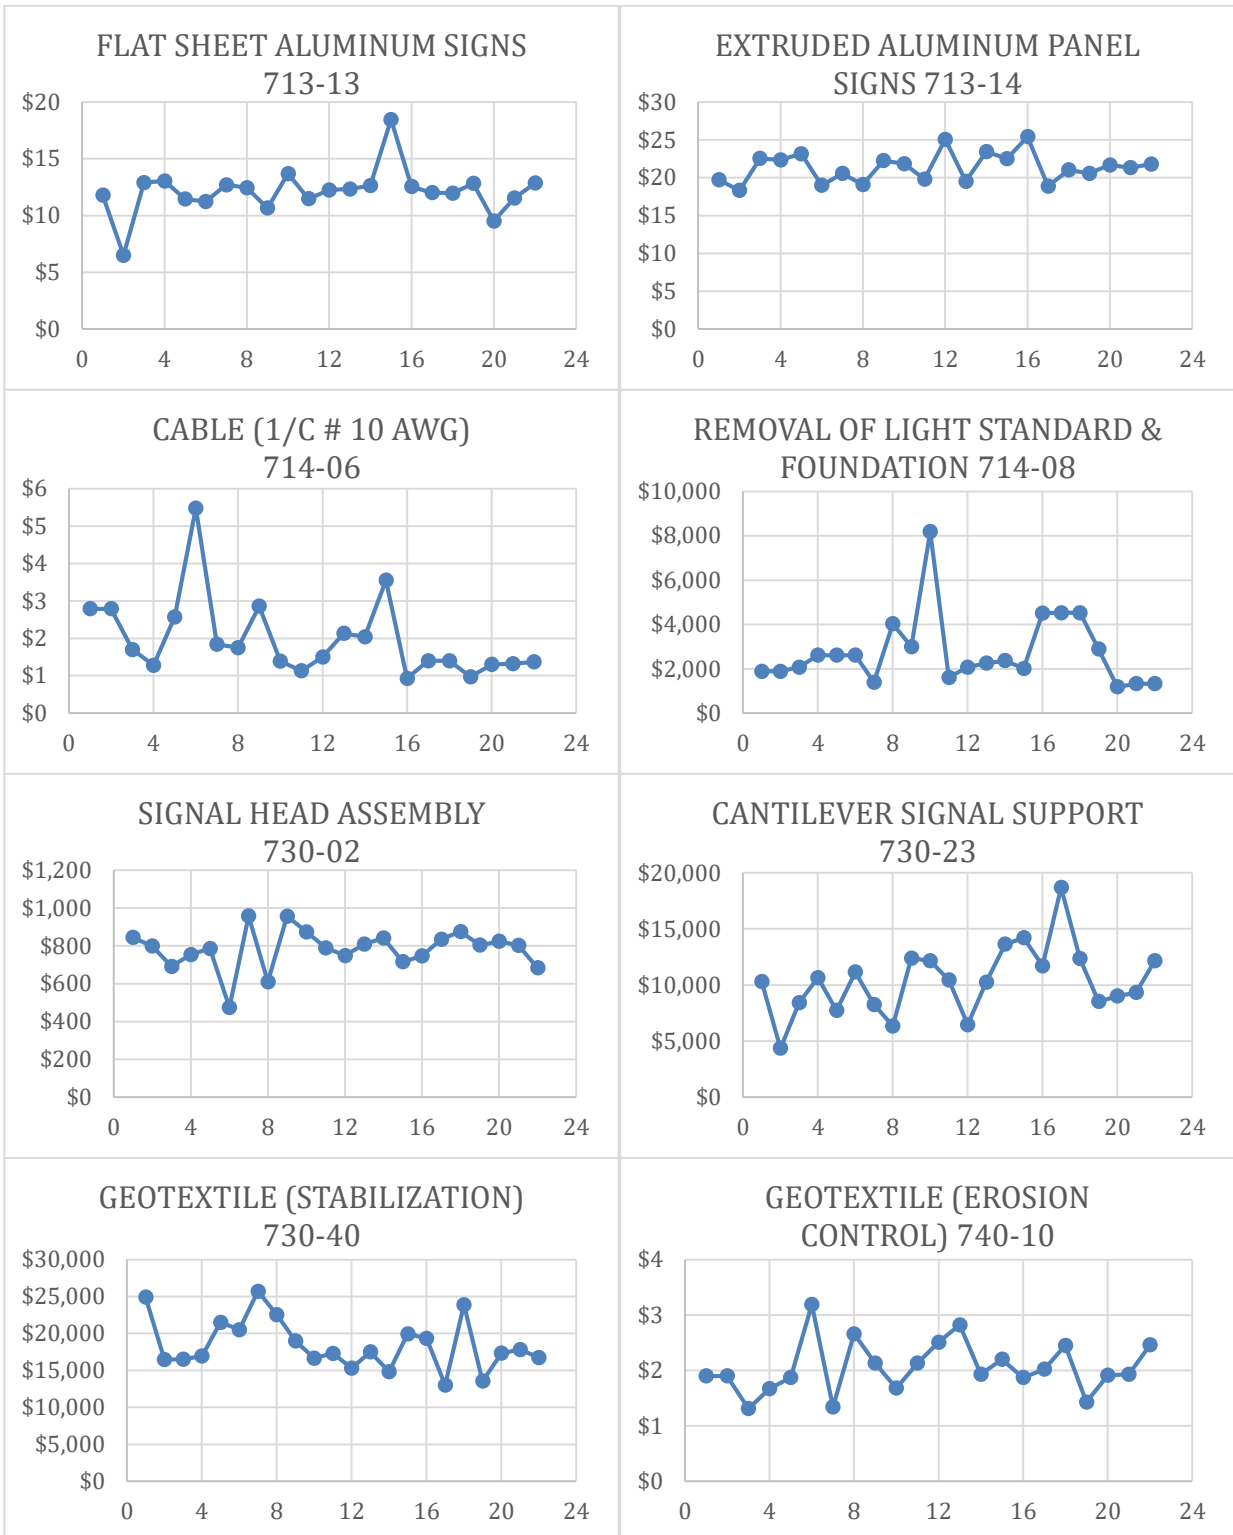 FLAT SHEET ALUMINUM SIGNS
713-13
$20
$15
$10
$5
$0
0 4 8 12 16 20 24
EXTRUDED ALUMINUM PANEL
SIGNS 713-14
$30
$25
$20
$15
$10
$5
$0
0 4 8 12 16 20 24
CABLE (1/C # 10 AWG)
714-06
$6
$5
$4
$3
$2
$1
$0
0 4 8 12 16 20 24
REMOVAL OF LIGHT STANDARD &
FOUNDATION 714-08
$10,000
$8,000
$6,000
$4,000
$2,000
$0
0 4 8 12 16 20 24
SIGNAL HEAD ASSEMBLY
730-02
$1,200
$1,000
$800
$600
$400
$200
$0
0 4 8 12 16 20 24
CANTILEVER SIGNAL SUPPORT
730-23
$20,000
$15,000
$10,000
$5,000
$0
0 4 8 12 16 20 24
GEOTEXTILE (STABILIZATION)
730-40
$30,000
$25,000
$20,000
$15,000
$10,000
$5,000
$0
0 4 8 12 16 20 24
GEOTEXTILE (EROSION
CONTROL) 740-10
$4
$3
$2
$1
$0
0 4 8 12 16 20 24